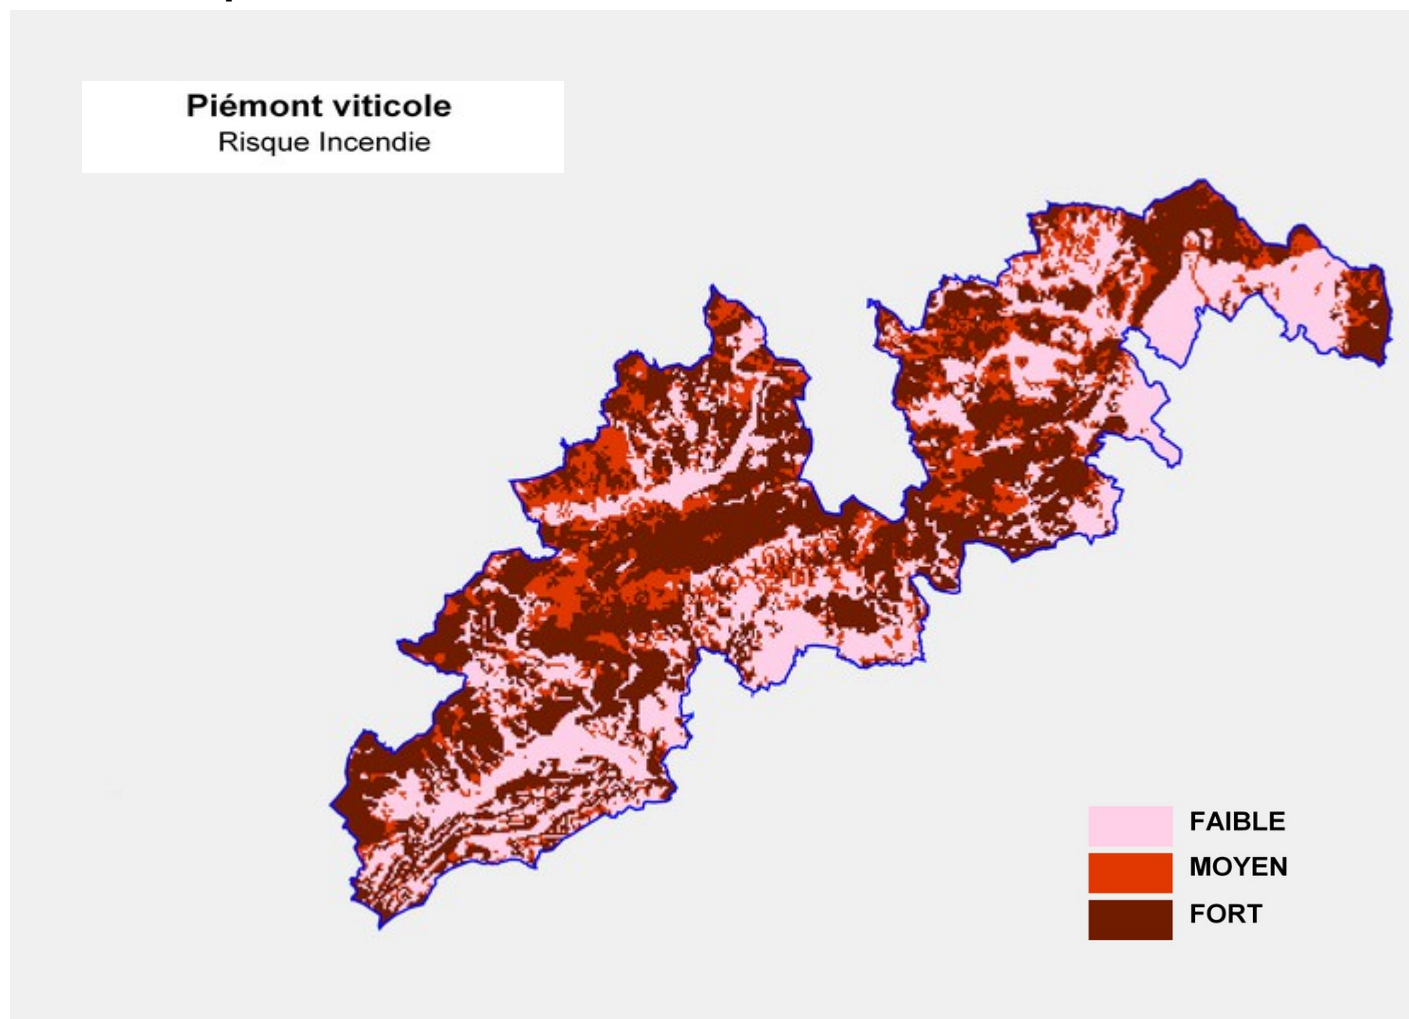 Piémont viticole
Risque Incendie
FAIBLE
MOYEN
FORT